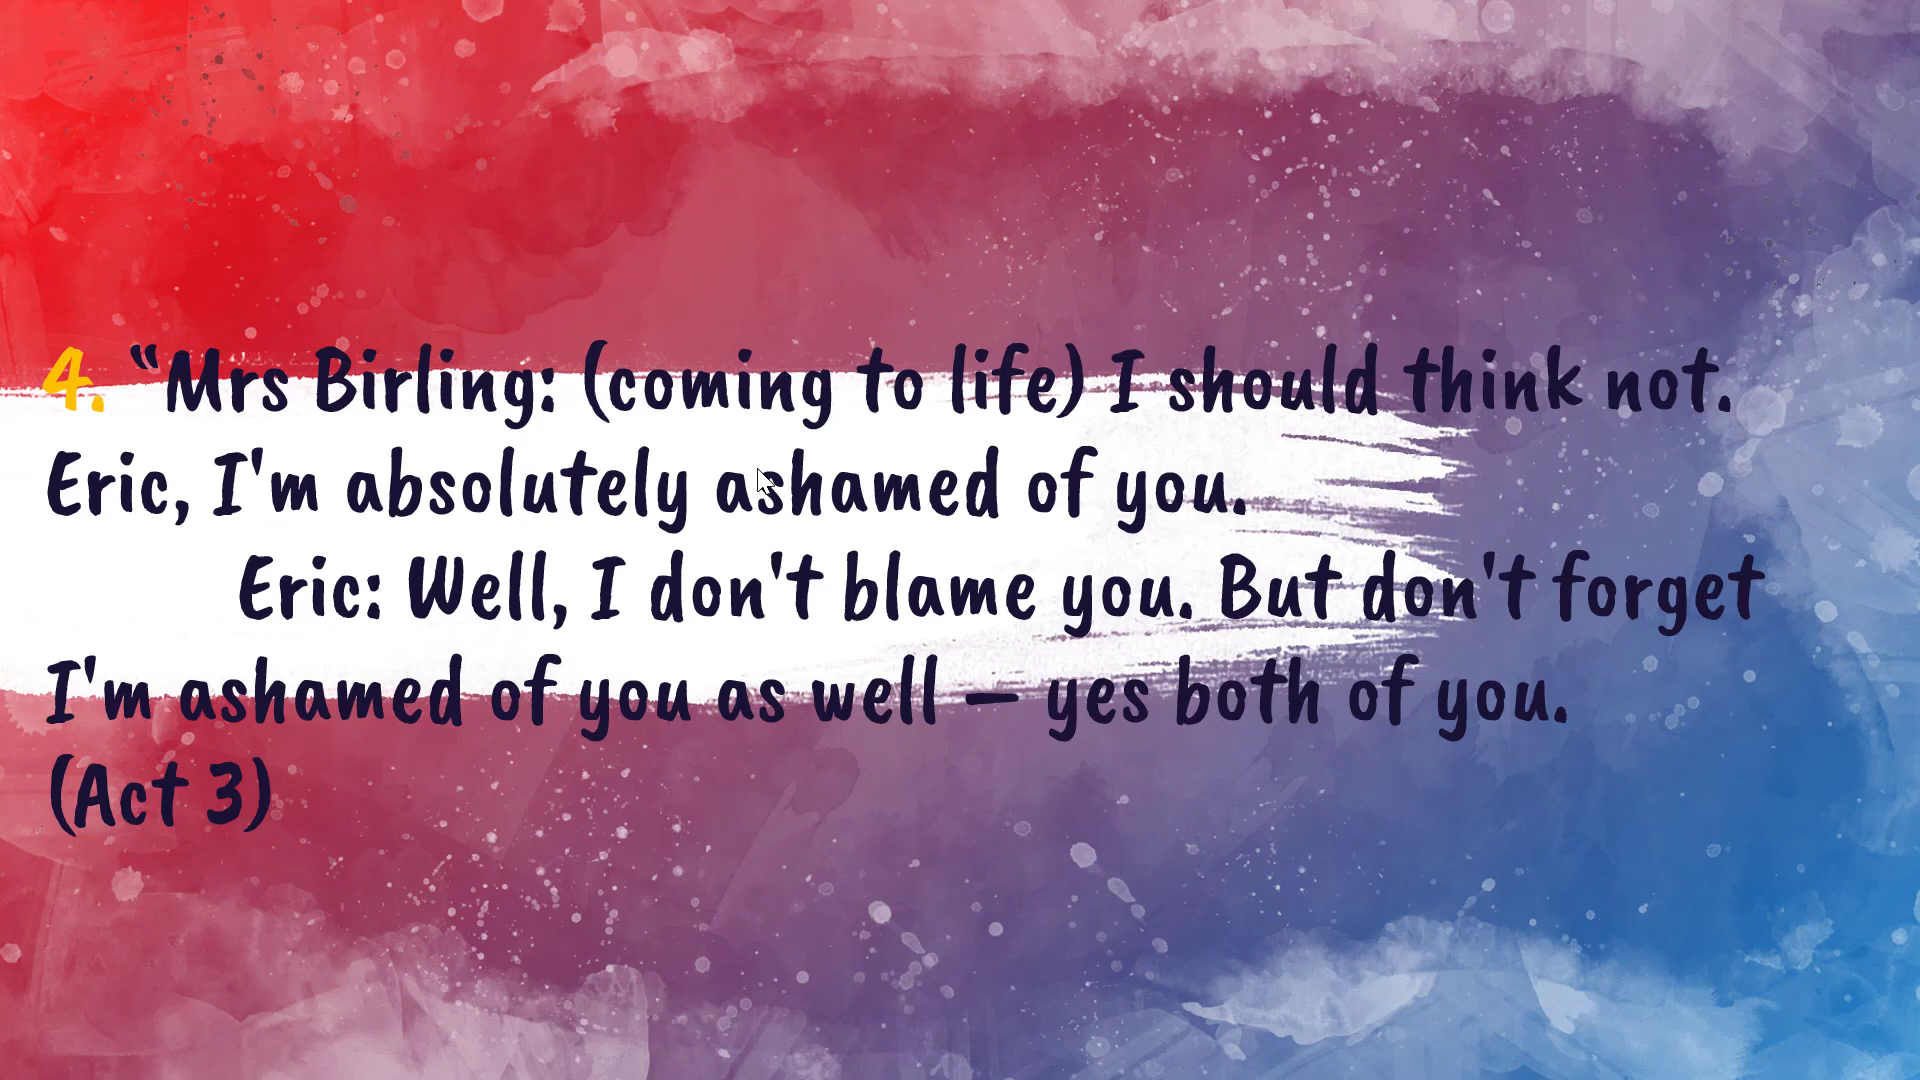 4. “Mrs Birling: (coming to life) I should think not.
Eric, I'm absolutely ashamed of you.
Eric: Well, I don't blame you. But don't forget
I'm ashamed of you as well – yes both of you.
(Act 3)